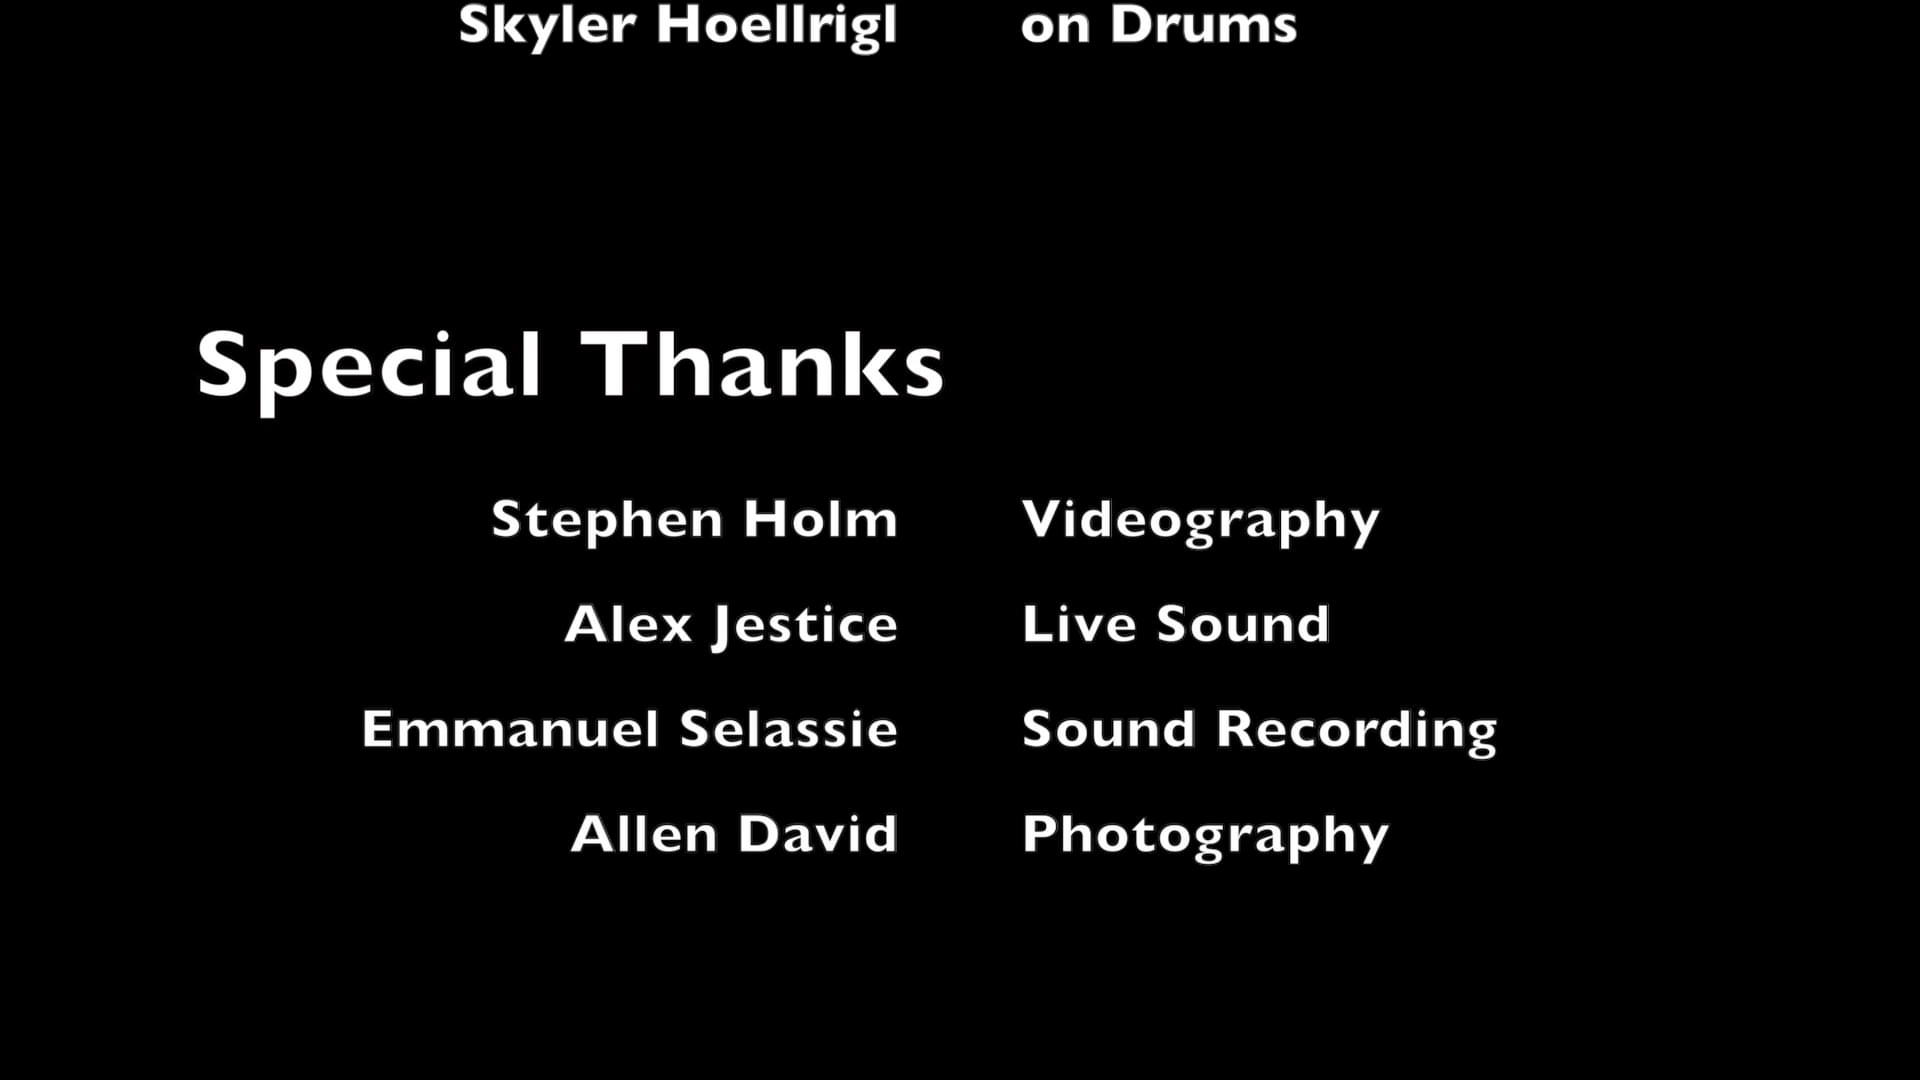 Skyler Hoellrigl on Drums
Special Thanks
Stephen Holm Videography
Alex Jestice Live Sound
Emmanuel Selassie Sound Recording
Allen David Photography